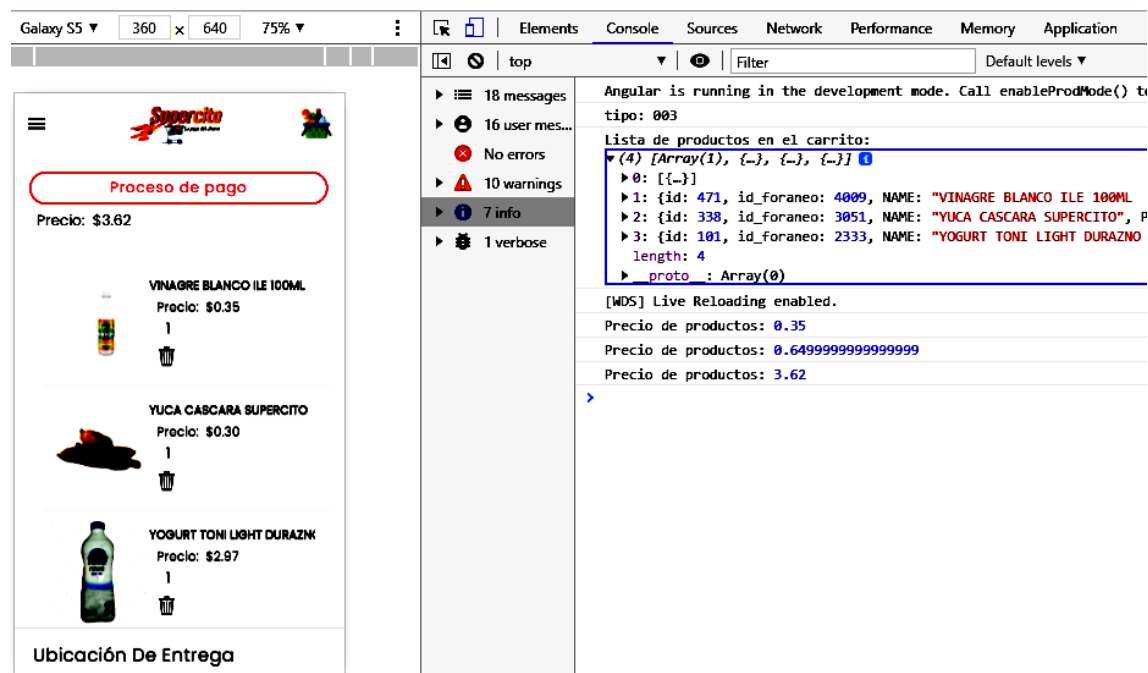 Galaxy S5 ▼ 360 × 640 75% ▼
Elements Console Sources Network Performance Memory Application
top ▼ Filter Default levels ▼
Supercito
Proceso de pago
Precio: $3.62
VINAGRE BLANCO ILE 100ML
Precio: $0.35
1
YUCA CASCARA SUPERCITO
Precio: $0.30
1
YOGURT TONI LIGHT DURAZNO
Precio: $2.97
1
Ubicación De Entrega
18 messages
16 user mes...
No errors
10 warnings
7 info
1 verbose
Angular is running in the development mode. Call enableProdMode() to
tipo: 003
Lista de productos en el carrito:
▼(4) [Array(1), {…}, {…}, {…}] i
▶0: [{…}]
▶1: {id: 471, id_foraneo: 4009, NAME: "VINAGRE BLANCO ILE 100ML
▶2: {id: 338, id_foraneo: 3051, NAME: "YUCA CASCARA SUPERCITO", P
▶3: {id: 101, id_foraneo: 2333, NAME: "YOGURT TONI LIGHT DURAZNO
length: 4
▶__proto__: Array(0)
[WDS] Live Reloading enabled.
Precio de productos: 0.35
Precio de productos: 0.6499999999999999
Precio de productos: 3.62
>